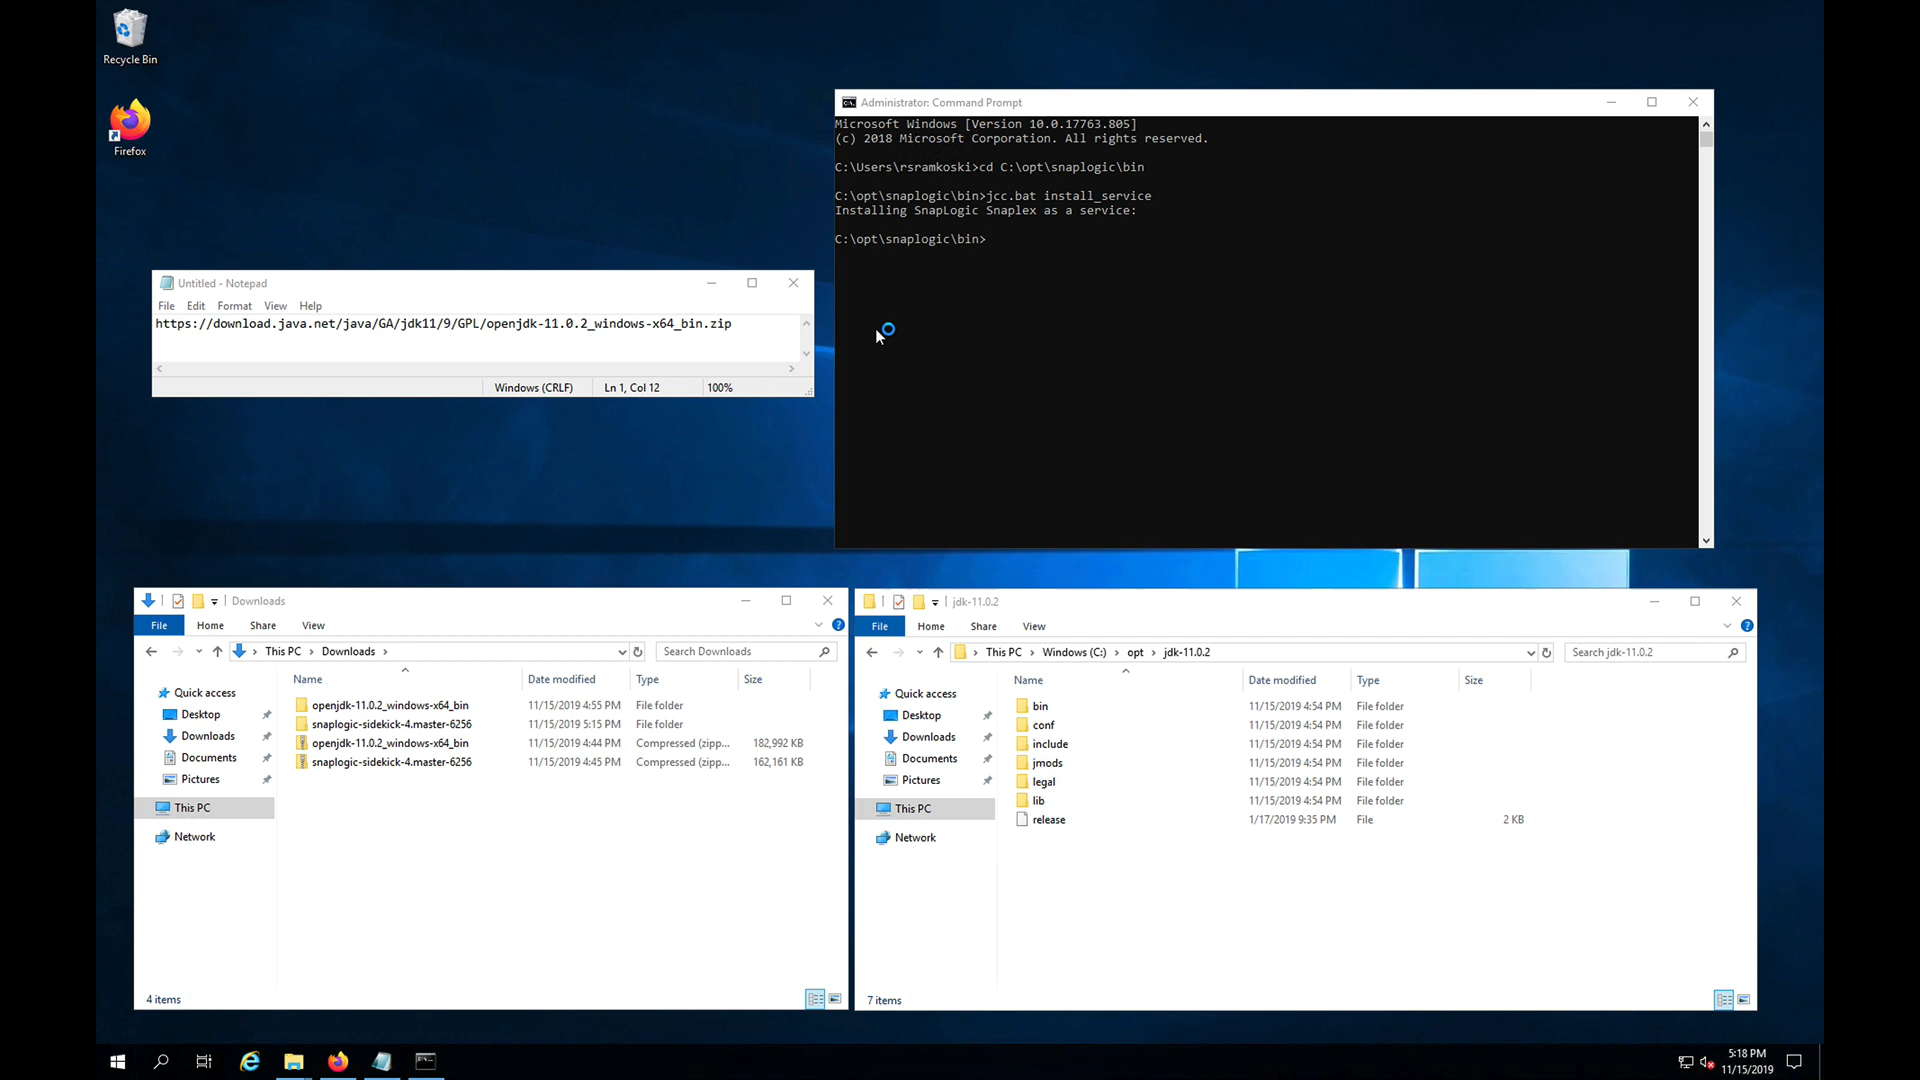 Recycle Bin
Firefox
Administrator: Command Prompt
Microsoft Windows [Version 10.0.17763.805]
(c) 2018 Microsoft Corporation. All rights reserved.
C:\Users\rsramkoski>cd C:\opt\snaplogic\bin
C:\opt\snaplogic\bin>jcc.bat install_service
Installing SnapLogic Snaplex as a service:
C:\opt\snaplogic\bin>
Untitled - Notepad
File Edit Format View Help
https://download.java.net/java/GA/jdk11/9/GPL/openjdk-11.0.2_windows-x64_bin.zip
Windows (CRLF) Ln 1, Col 12 100%
Downloads
File Home Share View
This PC > Downloads >
Search Downloads
Name Date modified Type Size
Quick access
Desktop
Downloads
Documents
Pictures
This PC
Network
openjdk-11.0.2_windows-x64_bin 11/15/2019 4:55 PM File folder
snaplogic-sidekick-4.master-6256 11/15/2019 5:15 PM File folder
openjdk-11.0.2_windows-x64_bin 11/15/2019 4:44 PM Compressed (zipp... 182,992 KB
snaplogic-sidekick-4.master-6256 11/15/2019 4:45 PM Compressed (zipp... 162,161 KB
4 items
jdk-11.0.2
File Home Share View
This PC > Windows (C:) > opt > jdk-11.0.2
Search jdk-11.0.2
Name Date modified Type Size
Quick access
Desktop
Downloads
Documents
Pictures
This PC
Network
bin 11/15/2019 4:54 PM File folder
conf 11/15/2019 4:54 PM File folder
include 11/15/2019 4:54 PM File folder
jmods 11/15/2019 4:54 PM File folder
legal 11/15/2019 4:54 PM File folder
lib 11/15/2019 4:54 PM File folder
release 1/17/2019 9:35 PM File 2 KB
7 items
5:18 PM
11/15/2019